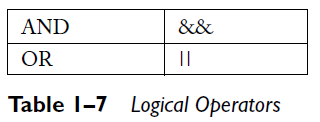 AND &&
OR ||
Table 1–7 Logical Operators